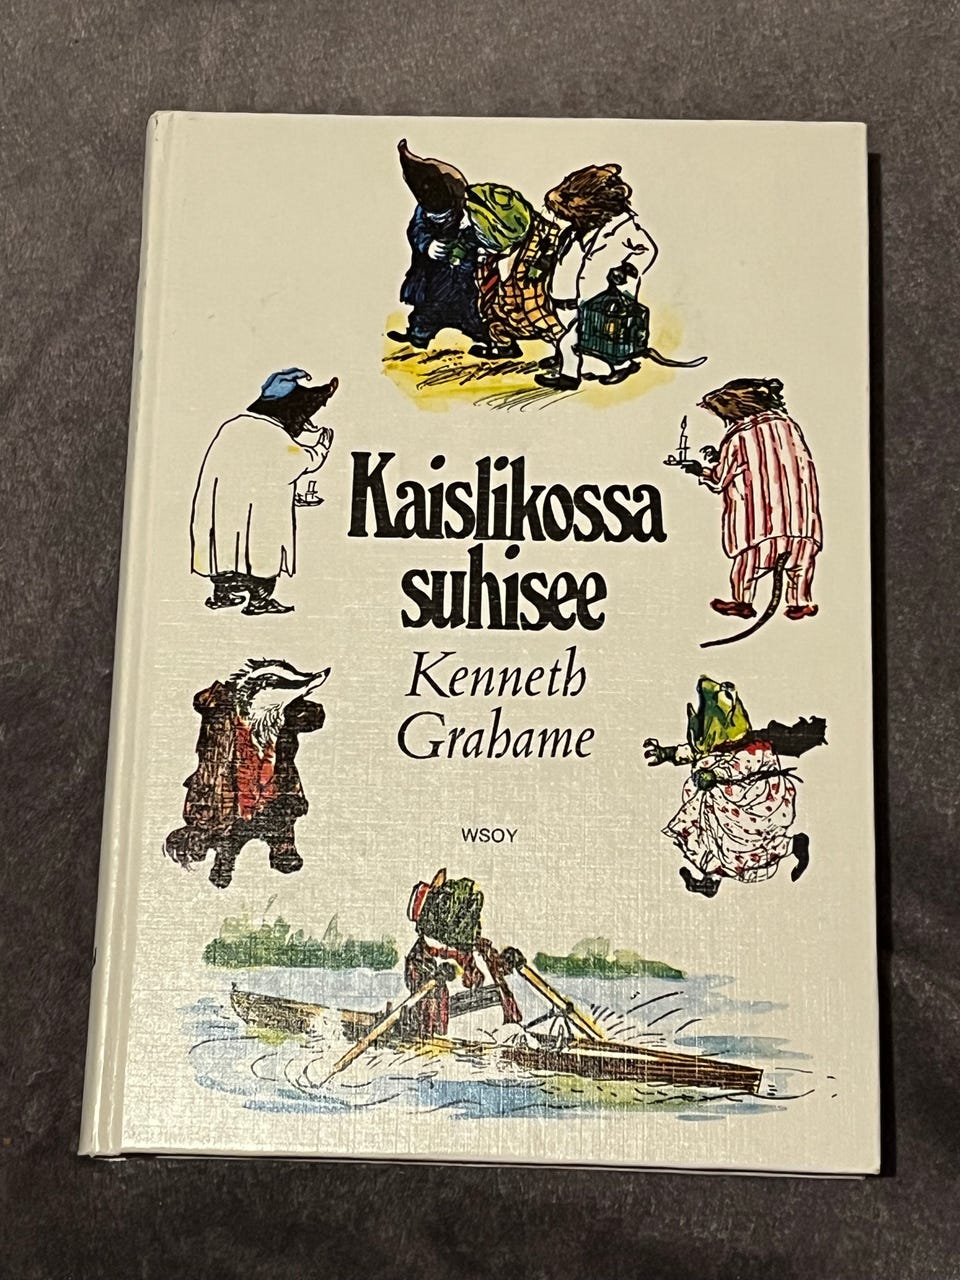 Kaislikossa
suhisee
Kenneth
Grahame
WSOY